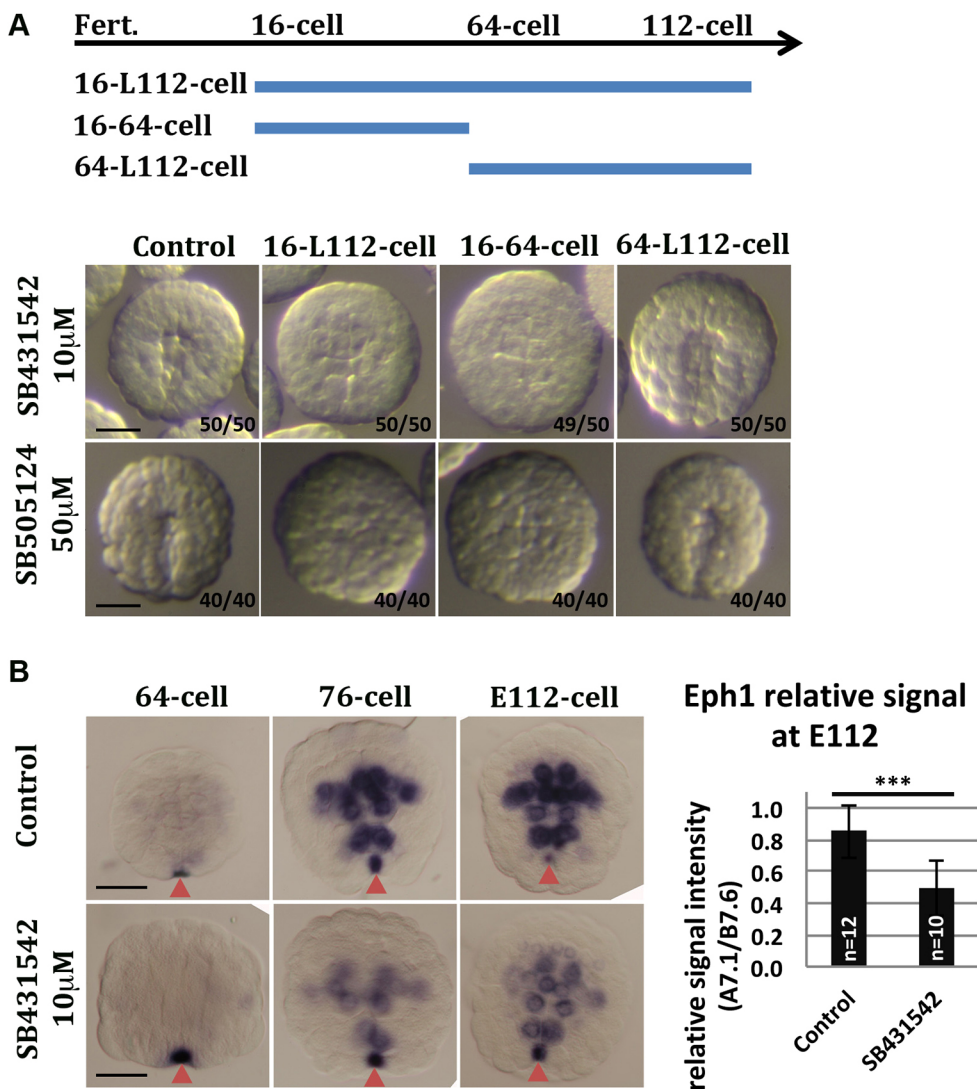 A
Fert. 16-cell 64-cell 112-cell
16-L112-cell
16-64-cell
64-L112-cell
Control 16-L112-cell 16-64-cell 64-L112-cell
SB431542
10μM
50/50 50/50 49/50 50/50
SB505124
50μM
40/40 40/40 40/40 40/40
B
64-cell 76-cell E112-cell
Control
SB431542
10μM
Eph1 relative signal
at E112
***
relative signal intensity
(A7.1/B7.6)
1.0
0.8
0.6
0.4
0.2
0.0
n=12 n=10
Control SB431542